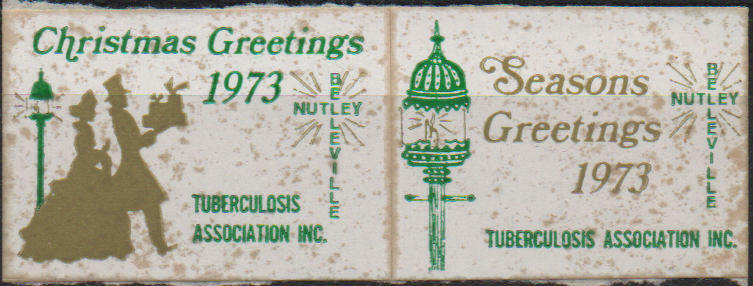 Christmas Greetings
1973
BELLEVILLE
NUTLEY
TUBERCULOSIS
ASSOCIATION INC.
Seasons
Greetings
1973
BELLEVILLE
NUTLEY
TUBERCULOSIS ASSOCIATION INC.